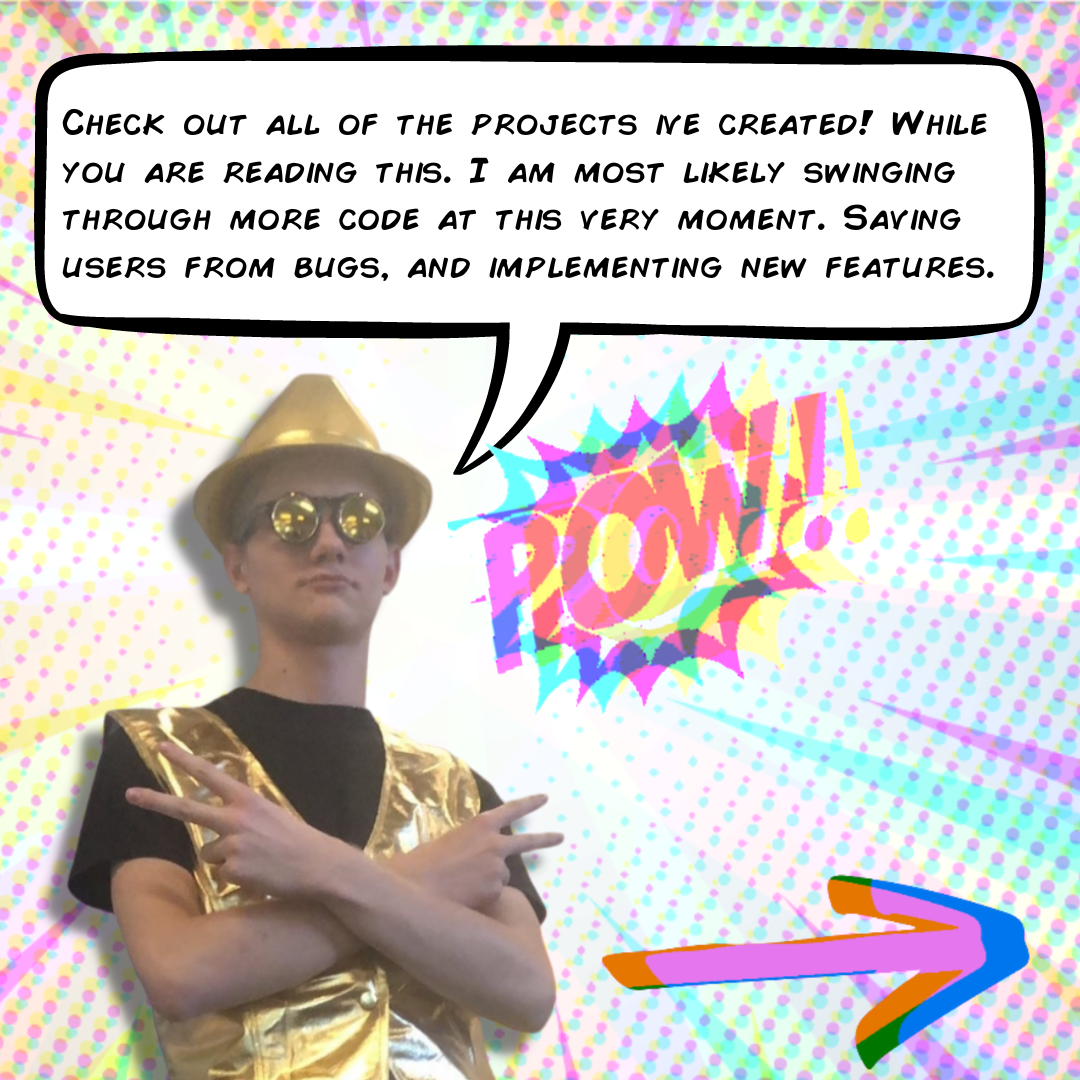 Check out all of the projects ive created! While
you are reading this. I am most likely swinging
through more code at this very moment. Saving
users from bugs, and implementing new features.
POW!!